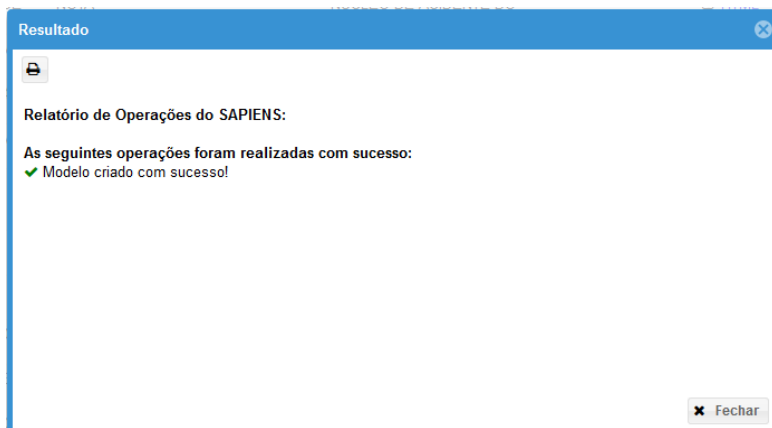 Resultado
Relatório de Operações do SAPIENS:
As seguintes operações foram realizadas com sucesso:
Modelo criado com sucesso!
Fechar